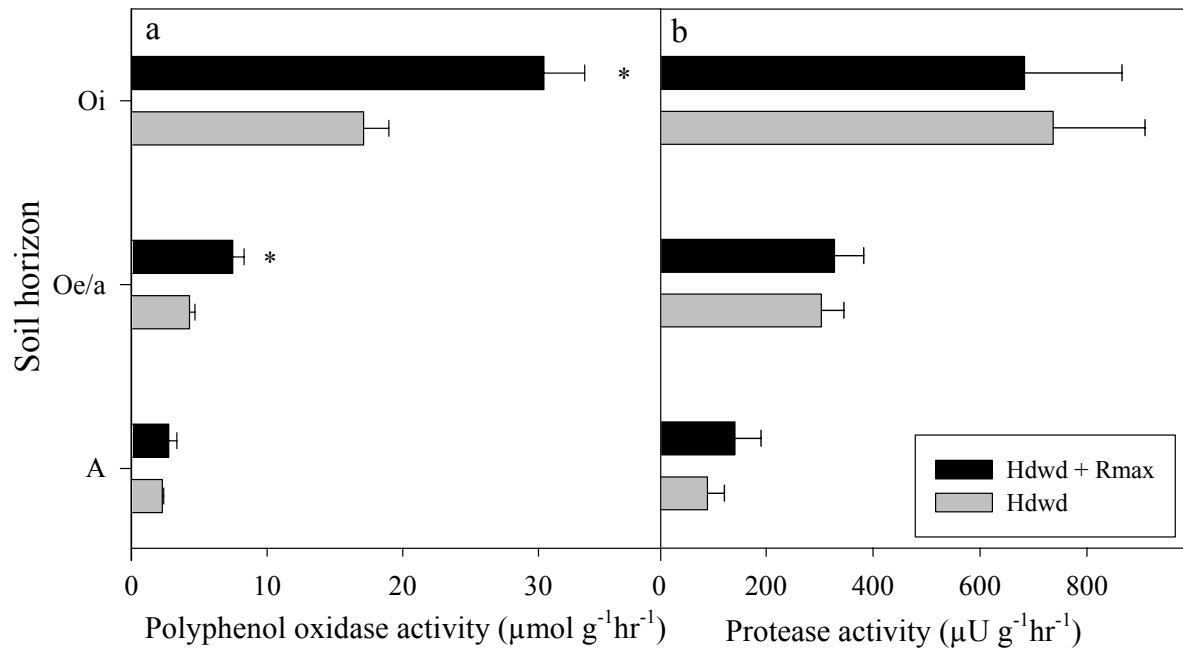 a
b
Soil horizon
Oi
*
Oe/a
*
A
Hdwd + Rmax
Hdwd
0 10 20 30
0 200 400 600 800
Polyphenol oxidase activity (µmol g⁻¹hr⁻¹)
Protease activity (µU g⁻¹hr⁻¹)